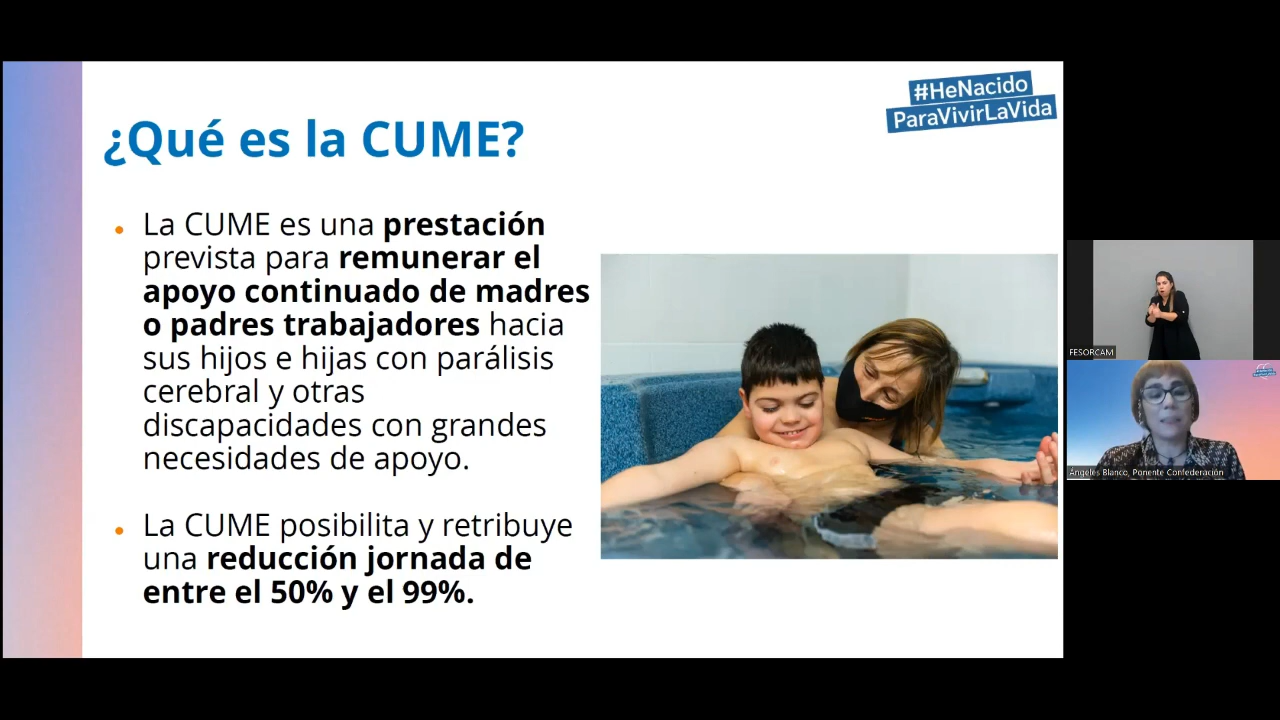 #HeNacido
ParaVivirLaVida
¿Qué es la CUME?
La CUME es una prestación
prevista para remunerar el
apoyo continuado de madres
o padres trabajadores hacia
sus hijos e hijas con parálisis
cerebral y otras
discapacidades con grandes
necesidades de apoyo.
La CUME posibilita y retribuye
una reducción jornada de
entre el 50% y el 99%.
FESORCAM
Ángeles Blanco, Ponente Confederación